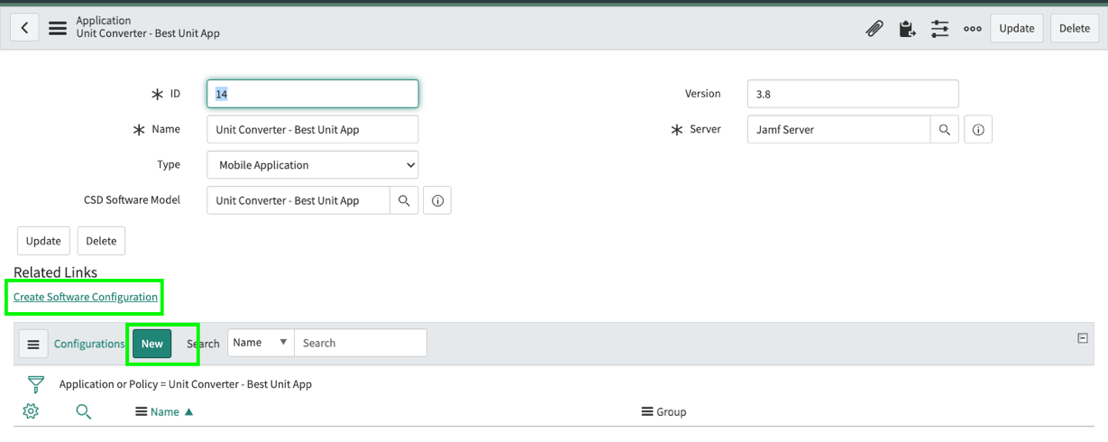 Application
Unit Converter - Best Unit App
Update
Delete
ID
14
Version
3.8
Name
Unit Converter - Best Unit App
Server
Jamf Server
Type
Mobile Application
CSD Software Model
Unit Converter - Best Unit App
Update
Delete
Related Links
Create Software Configuration
Configurations
New
Search
Name
Search
Application or Policy = Unit Converter - Best Unit App
Name
Group